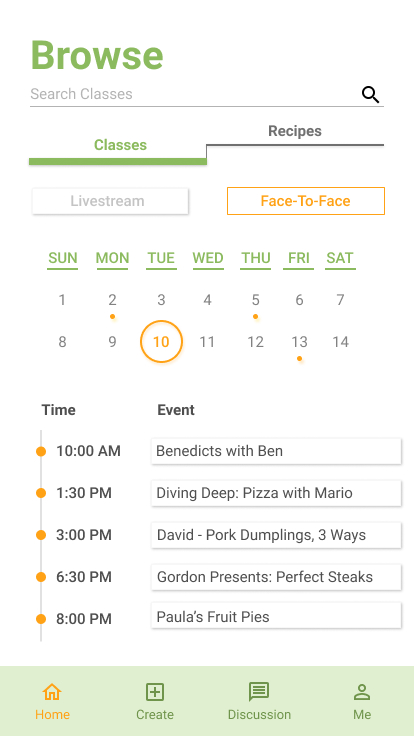 Browse
Search Classes
Classes
Recipes
Livestream
Face-To-Face
SUN MON TUE WED THU FRI SAT
1 2 3 4 5 6 7
8 9 10 11 12 13 14
Time Event
10:00 AM Benedicts with Ben
1:30 PM Diving Deep: Pizza with Mario
3:00 PM David - Pork Dumplings, 3 Ways
6:30 PM Gordon Presents: Perfect Steaks
8:00 PM Paula’s Fruit Pies
Home Create Discussion Me